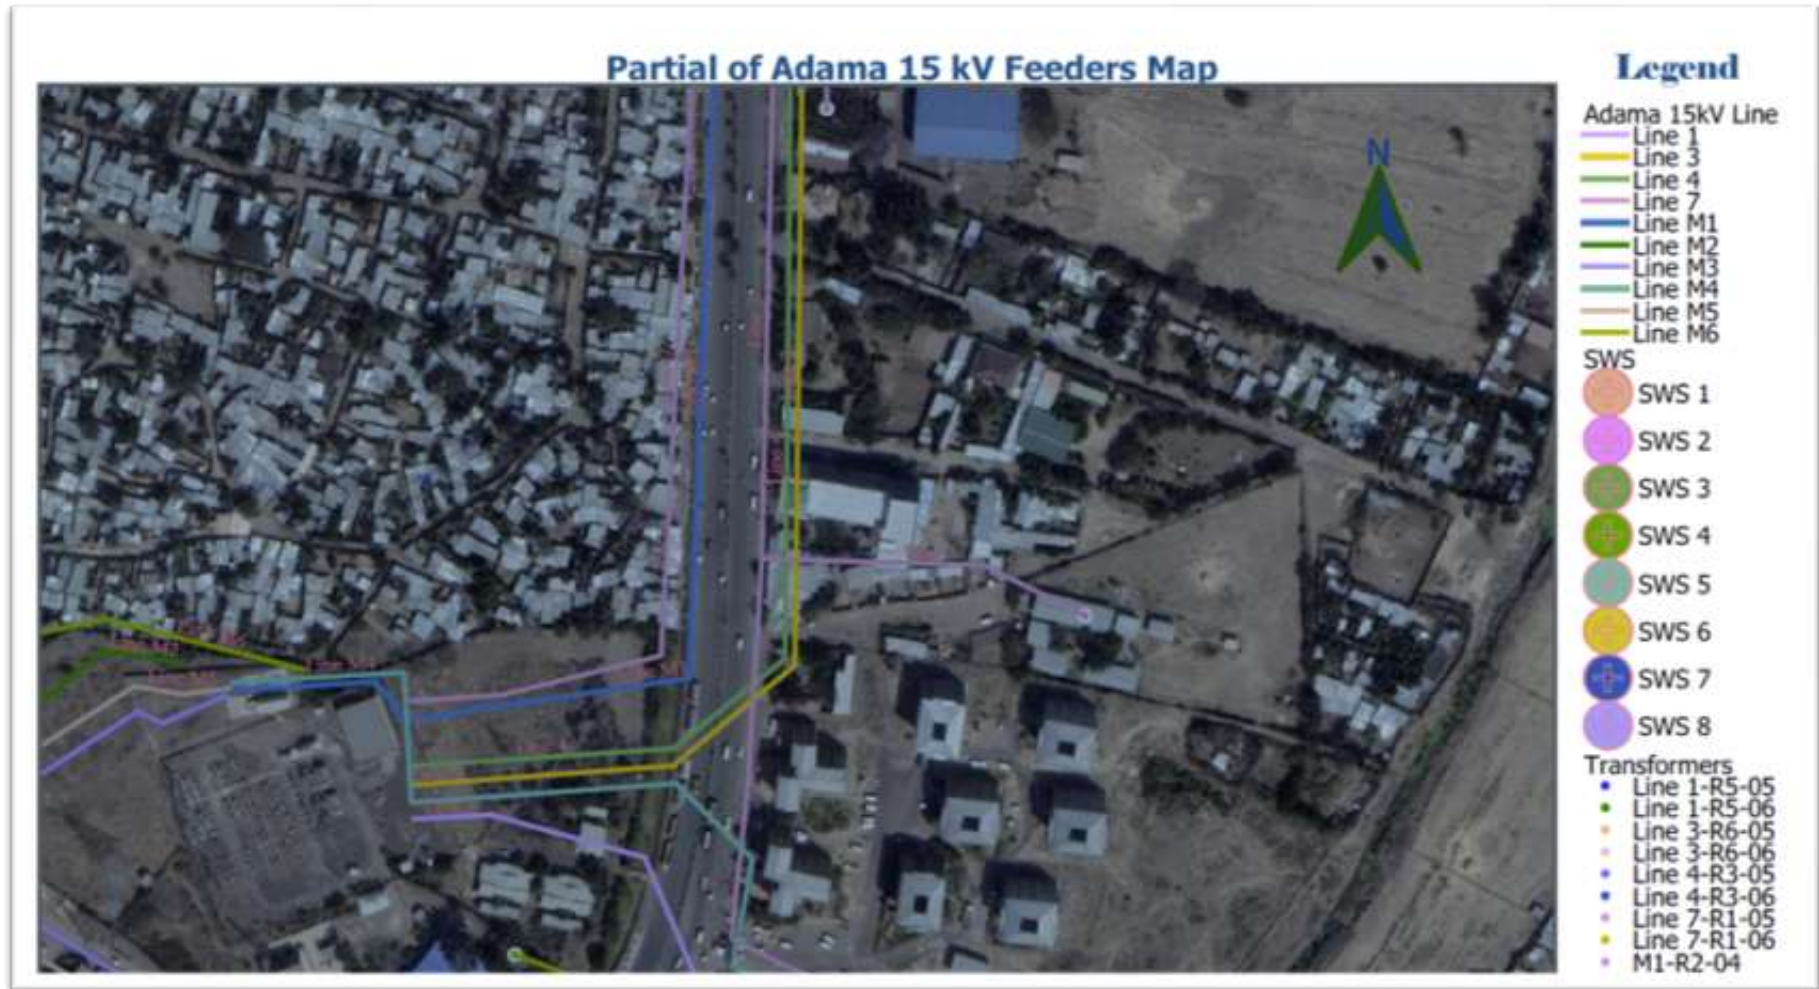 Partial of Adama 15 kV Feeders Map
Legend
N
Adama 15kV Line
Line 1
Line 3
Line 4
Line 7
Line M1
Line M2
Line M3
Line M4
Line M5
Line M6
SWS
SWS 1
SWS 2
SWS 3
SWS 4
SWS 5
SWS 6
SWS 7
SWS 8
Transformers
Line 1-R5-05
Line 1-R5-06
Line 3-R6-05
Line 3-R6-06
Line 4-R3-05
Line 4-R3-06
Line 7-R1-05
Line 7-R1-06
M1-R2-04